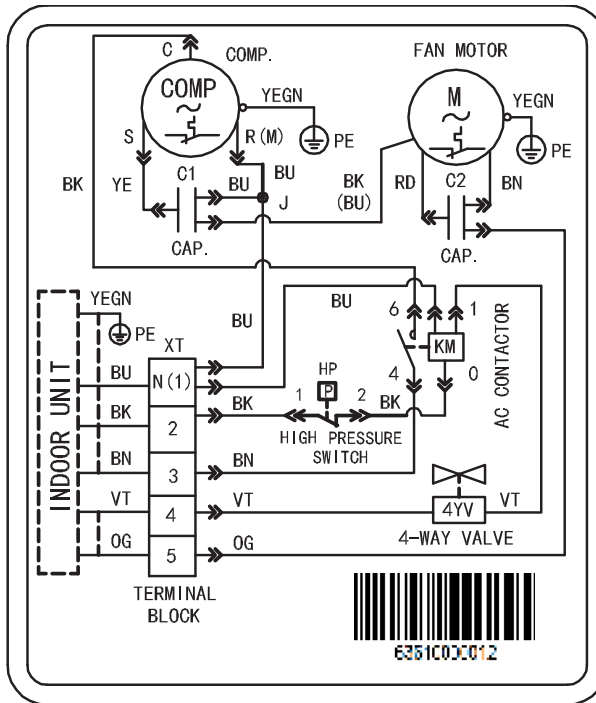 C
COMP.
FAN MOTOR
COMP
YEGN
M
YEGN
S
R(M)
PE
PE
BK
YE
C1
BU
BU
J
BK
(BU)
RD
C2
BN
CAP.
CAP.
YEGN
PE
BU
BU
6
1
XT
INDOOR UNIT
BU
N(1)
HP
P
KM
4
0
AC CONTACTOR
BK
2
BK
1
2
BK
HIGH PRESSURE
SWITCH
BN
3
BN
VT
4
VT
4YV
VT
4-WAY VALVE
OG
5
OG
TERMINAL
BLOCK